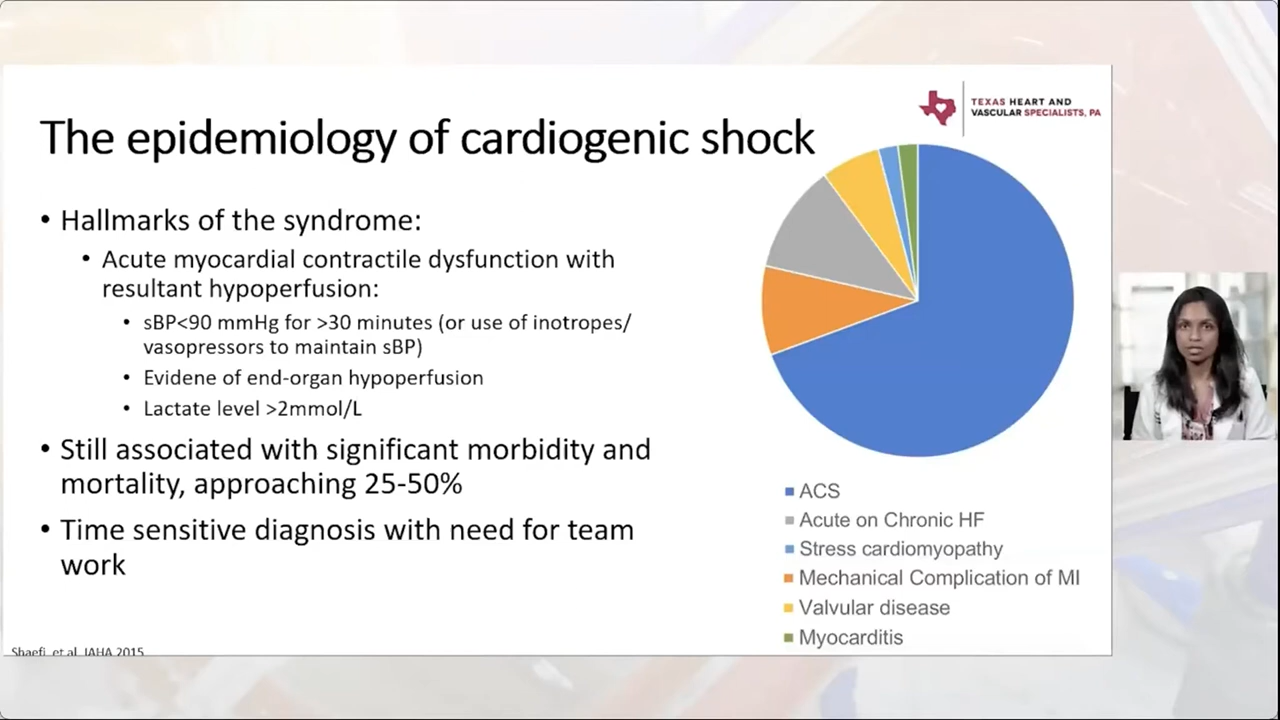 TEXAS HEART AND
VASCULAR SPECIALISTS, PA
The epidemiology of cardiogenic shock
• Hallmarks of the syndrome:
• Acute myocardial contractile dysfunction with
resultant hypoperfusion:
• sBP<90 mmHg for >30 minutes (or use of inotropes/
vasopressors to maintain sBP)
• Evidene of end-organ hypoperfusion
• Lactate level >2mmol/L
• Still associated with significant morbidity and
mortality, approaching 25-50%
• Time sensitive diagnosis with need for team
work
ACS
Acute on Chronic HF
Stress cardiomyopathy
Mechanical Complication of MI
Valvular disease
Myocarditis
Shaefi, et al. JAHA 2015